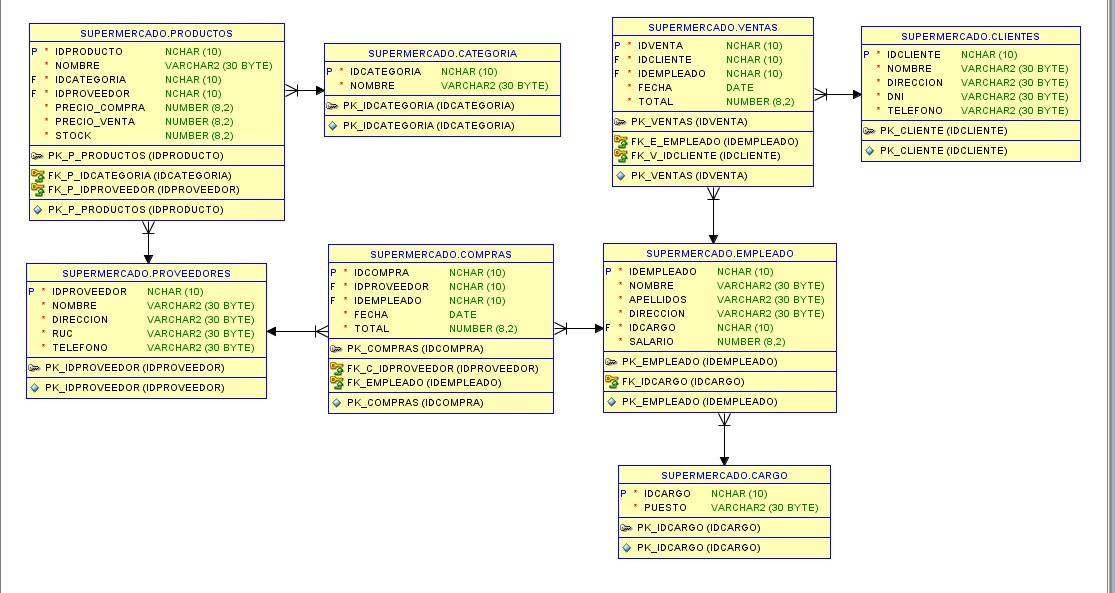 SUPERMERCADO.PRODUCTOS
P * IDPRODUCTO NCHAR (10)
* NOMBRE VARCHAR2 (30 BYTE)
F * IDCATEGORIA NCHAR (10)
F * IDPROVEEDOR NCHAR (10)
* PRECIO_COMPRA NUMBER (8,2)
* PRECIO_VENTA NUMBER (8,2)
* STOCK NUMBER (8,2)
PK_P_PRODUCTOS (IDPRODUCTO)
FK_P_IDCATEGORIA (IDCATEGORIA)
FK_P_IDPROVEEDOR (IDPROVEEDOR)
PK_P_PRODUCTOS (IDPRODUCTO)
SUPERMERCADO.CATEGORIA
P * IDCATEGORIA NCHAR (10)
* NOMBRE VARCHAR2 (30 BYTE)
PK_IDCATEGORIA (IDCATEGORIA)
PK_IDCATEGORIA (IDCATEGORIA)
SUPERMERCADO.VENTAS
P * IDVENTA NCHAR (10)
F * IDCLIENTE NCHAR (10)
F * IDEMPLEADO NCHAR (10)
* FECHA DATE
* TOTAL NUMBER (8,2)
PK_VENTAS (IDVENTA)
FK_E_EMPLEADO (IDEMPLEADO)
FK_V_IDCLIENTE (IDCLIENTE)
PK_VENTAS (IDVENTA)
SUPERMERCADO.CLIENTES
P * IDCLIENTE NCHAR (10)
* NOMBRE VARCHAR2 (30 BYTE)
* DIRECCION VARCHAR2 (30 BYTE)
* DNI VARCHAR2 (30 BYTE)
* TELEFONO VARCHAR2 (30 BYTE)
PK_CLIENTE (IDCLIENTE)
PK_CLIENTE (IDCLIENTE)
SUPERMERCADO.PROVEEDORES
P * IDPROVEEDOR NCHAR (10)
* NOMBRE VARCHAR2 (30 BYTE)
* DIRECCION VARCHAR2 (30 BYTE)
* RUC VARCHAR2 (30 BYTE)
* TELEFONO VARCHAR2 (30 BYTE)
PK_IDPROVEEDOR (IDPROVEEDOR)
PK_IDPROVEEDOR (IDPROVEEDOR)
SUPERMERCADO.COMPRAS
P * IDCOMPRA NCHAR (10)
F * IDPROVEEDOR NCHAR (10)
F * IDEMPLEADO NCHAR (10)
* FECHA DATE
* TOTAL NUMBER (8,2)
PK_COMPRAS (IDCOMPRA)
FK_C_IDPROVEEDOR (IDPROVEEDOR)
FK_EMPLEADO (IDEMPLEADO)
PK_COMPRAS (IDCOMPRA)
SUPERMERCADO.EMPLEADO
P * IDEMPLEADO NCHAR (10)
* NOMBRE VARCHAR2 (30 BYTE)
* APELLIDOS VARCHAR2 (30 BYTE)
* DIRECCION VARCHAR2 (30 BYTE)
F * IDCARGO NCHAR (10)
* SALARIO NUMBER (8,2)
PK_EMPLEADO (IDEMPLEADO)
FK_IDCARGO (IDCARGO)
PK_EMPLEADO (IDEMPLEADO)
SUPERMERCADO.CARGO
P * IDCARGO NCHAR (10)
* PUESTO VARCHAR2 (30 BYTE)
PK_IDCARGO (IDCARGO)
PK_IDCARGO (IDCARGO)